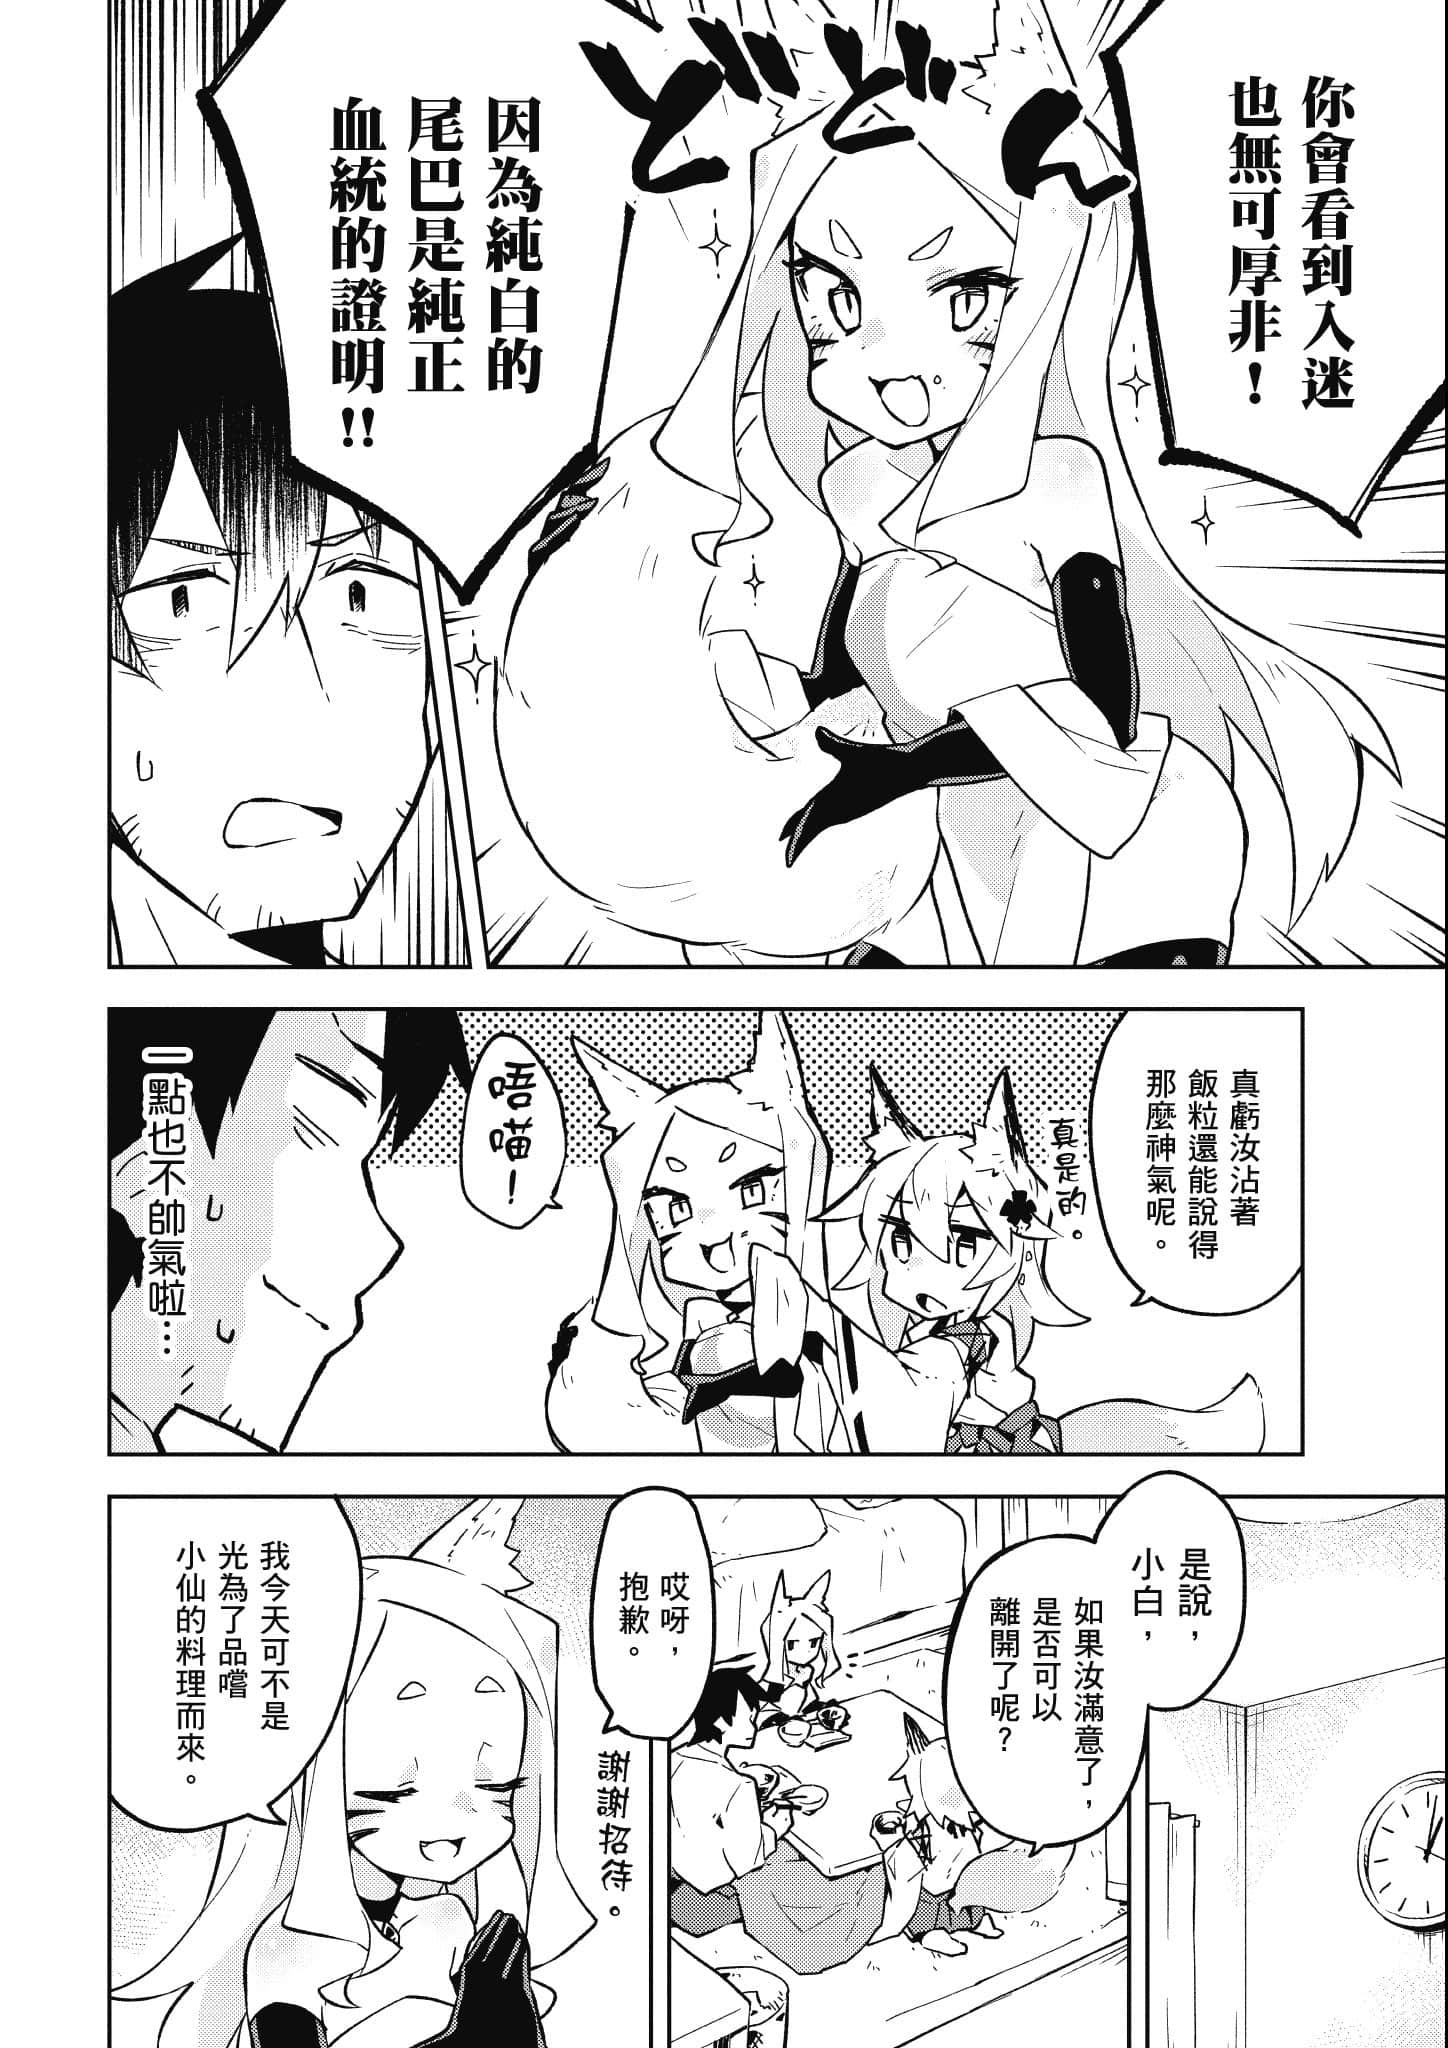 你會看到入迷
也無可厚非！
どどん
因為純白的
尾巴是純正
血統的證明!!
真虧汝沾著
飯粒還能說得
那麼神氣呢。
真是的。
唔喵！
一點也不帥氣啦…
是說，
小白，
如果汝滿意了，
是否可以
離開了呢？
哎呀，
抱歉。
謝謝招待。
我今天可不是
光為了品嚐
小仙的料理而來。